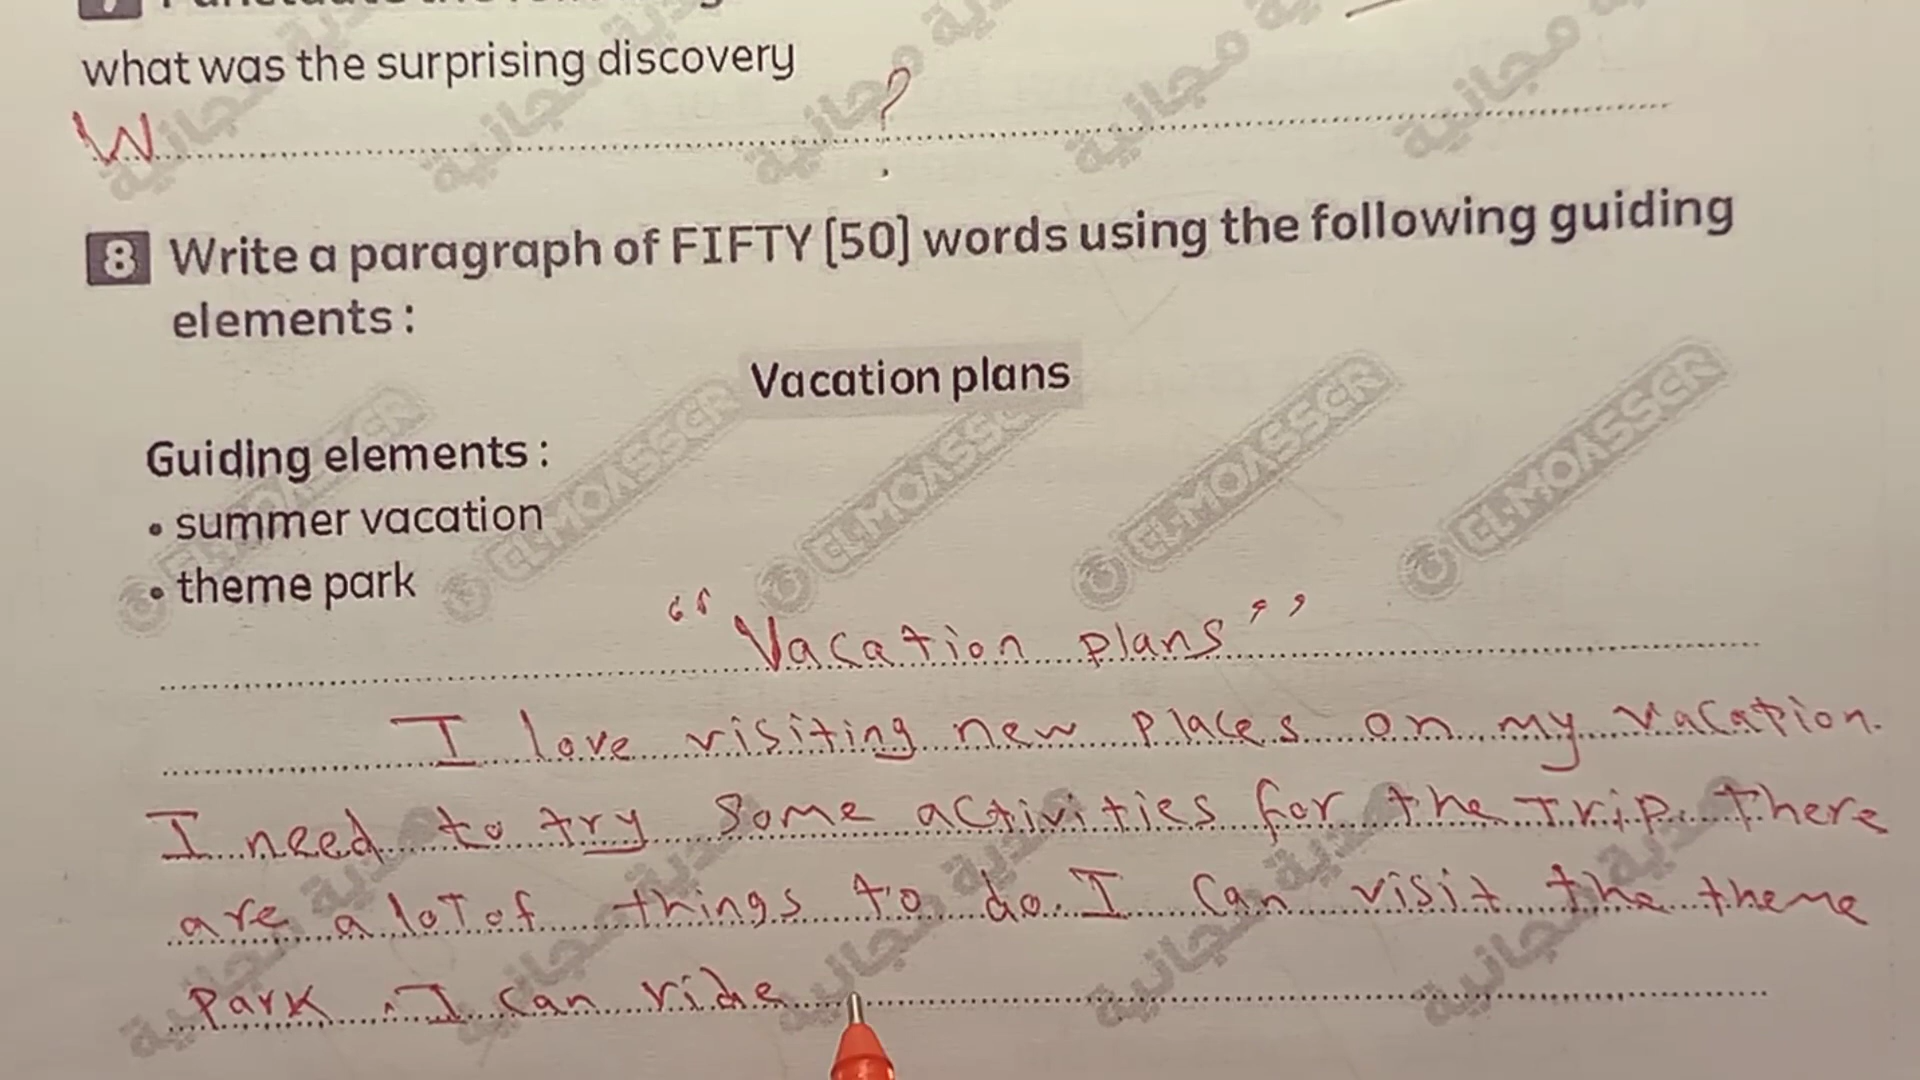 what was the surprising discovery
W ?
8 Write a paragraph of FIFTY [50] words using the following guiding
elements :
Vacation plans
Guiding elements :
• summer vacation
• theme park
“Vacation plans”
I love visiting new places on my vacation.
I need to try some activities for the trip. There
are a lot of things to do. I can visit the theme
park. I can ride